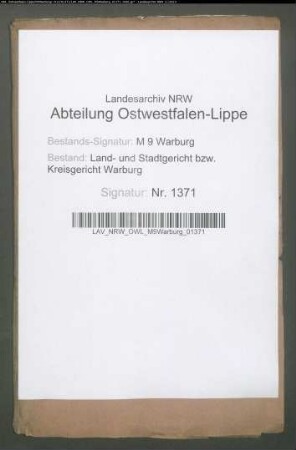 Landesarchiv NRW
Abteilung Ostwestfalen-Lippe
Bestands-Signatur: M 9 Warburg
Bestand: Land- und Stadtgericht bzw.
Kreisgericht Warburg
Signatur: Nr. 1371
LAV_NRW_OWL_M9Warburg_01371